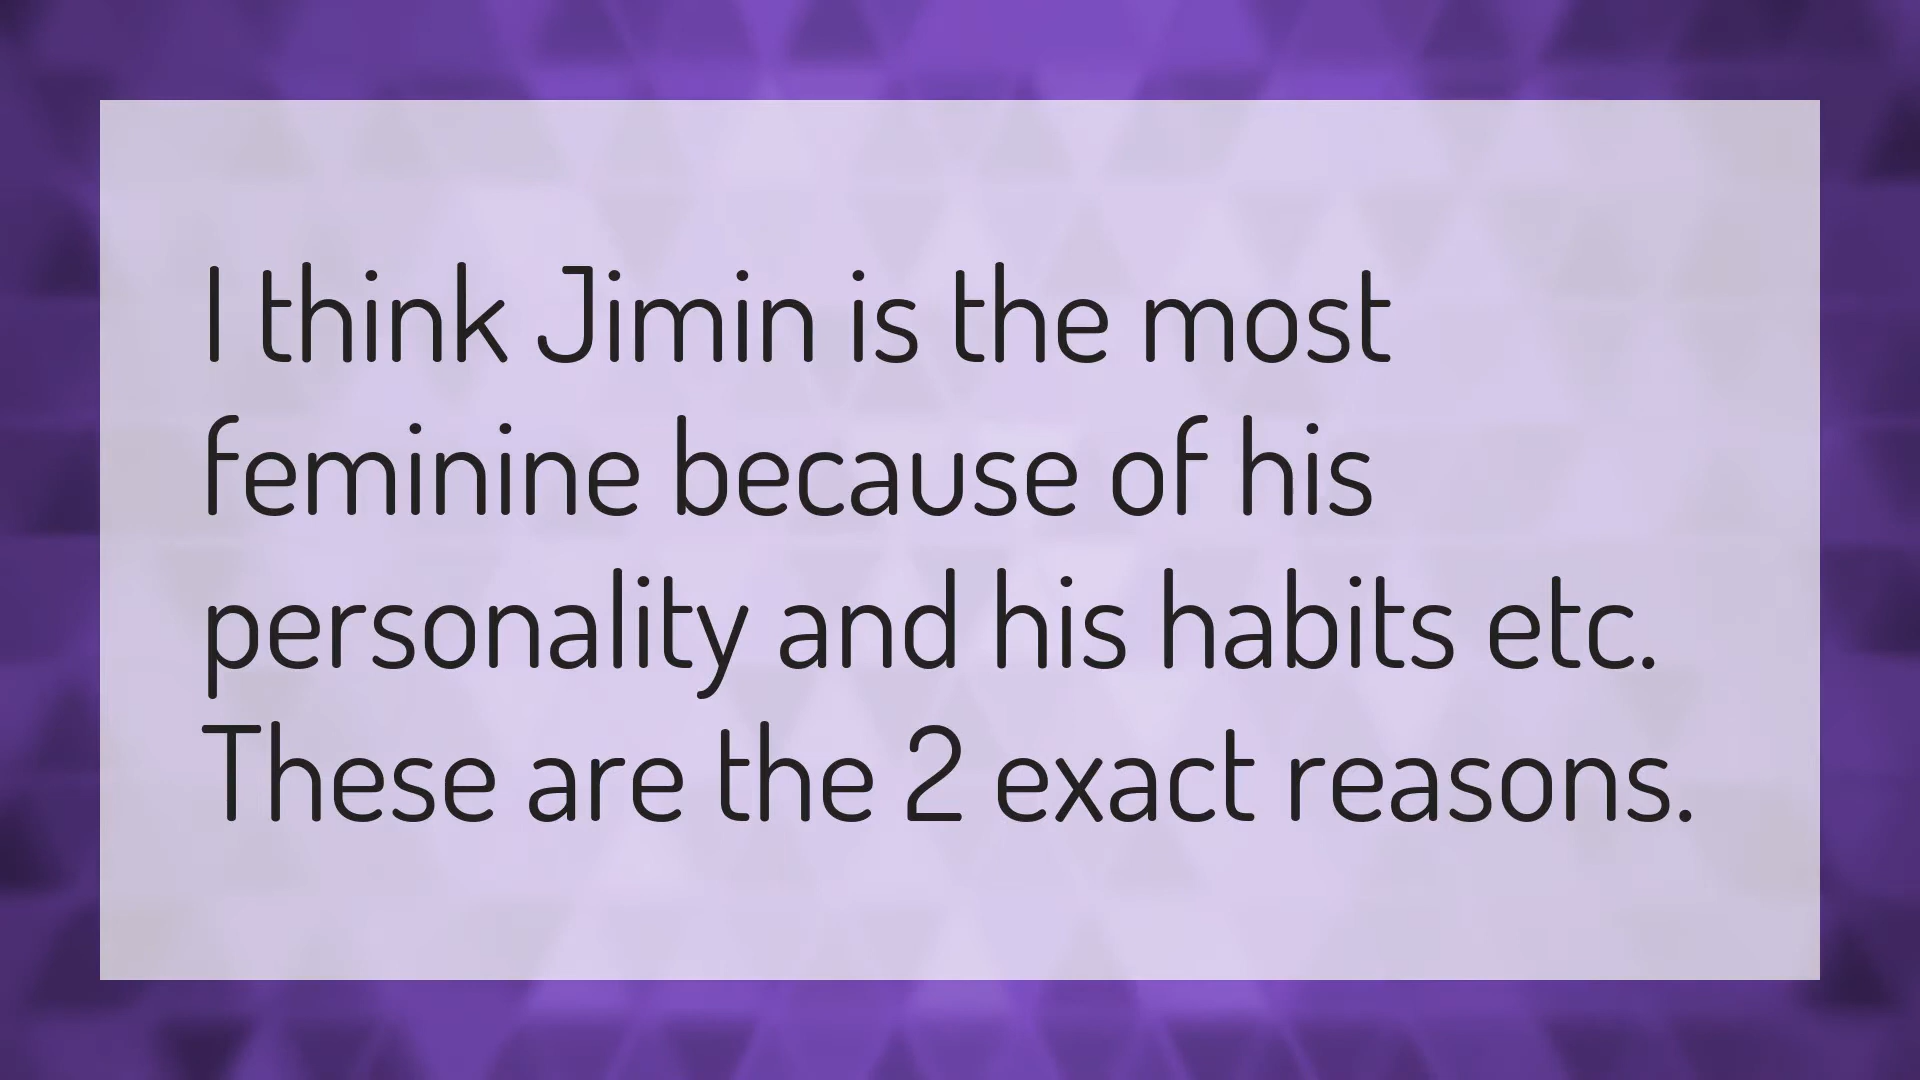 I think Jimin is the most
feminine because of his
personality and his habits etc.
These are the 2 exact reasons.